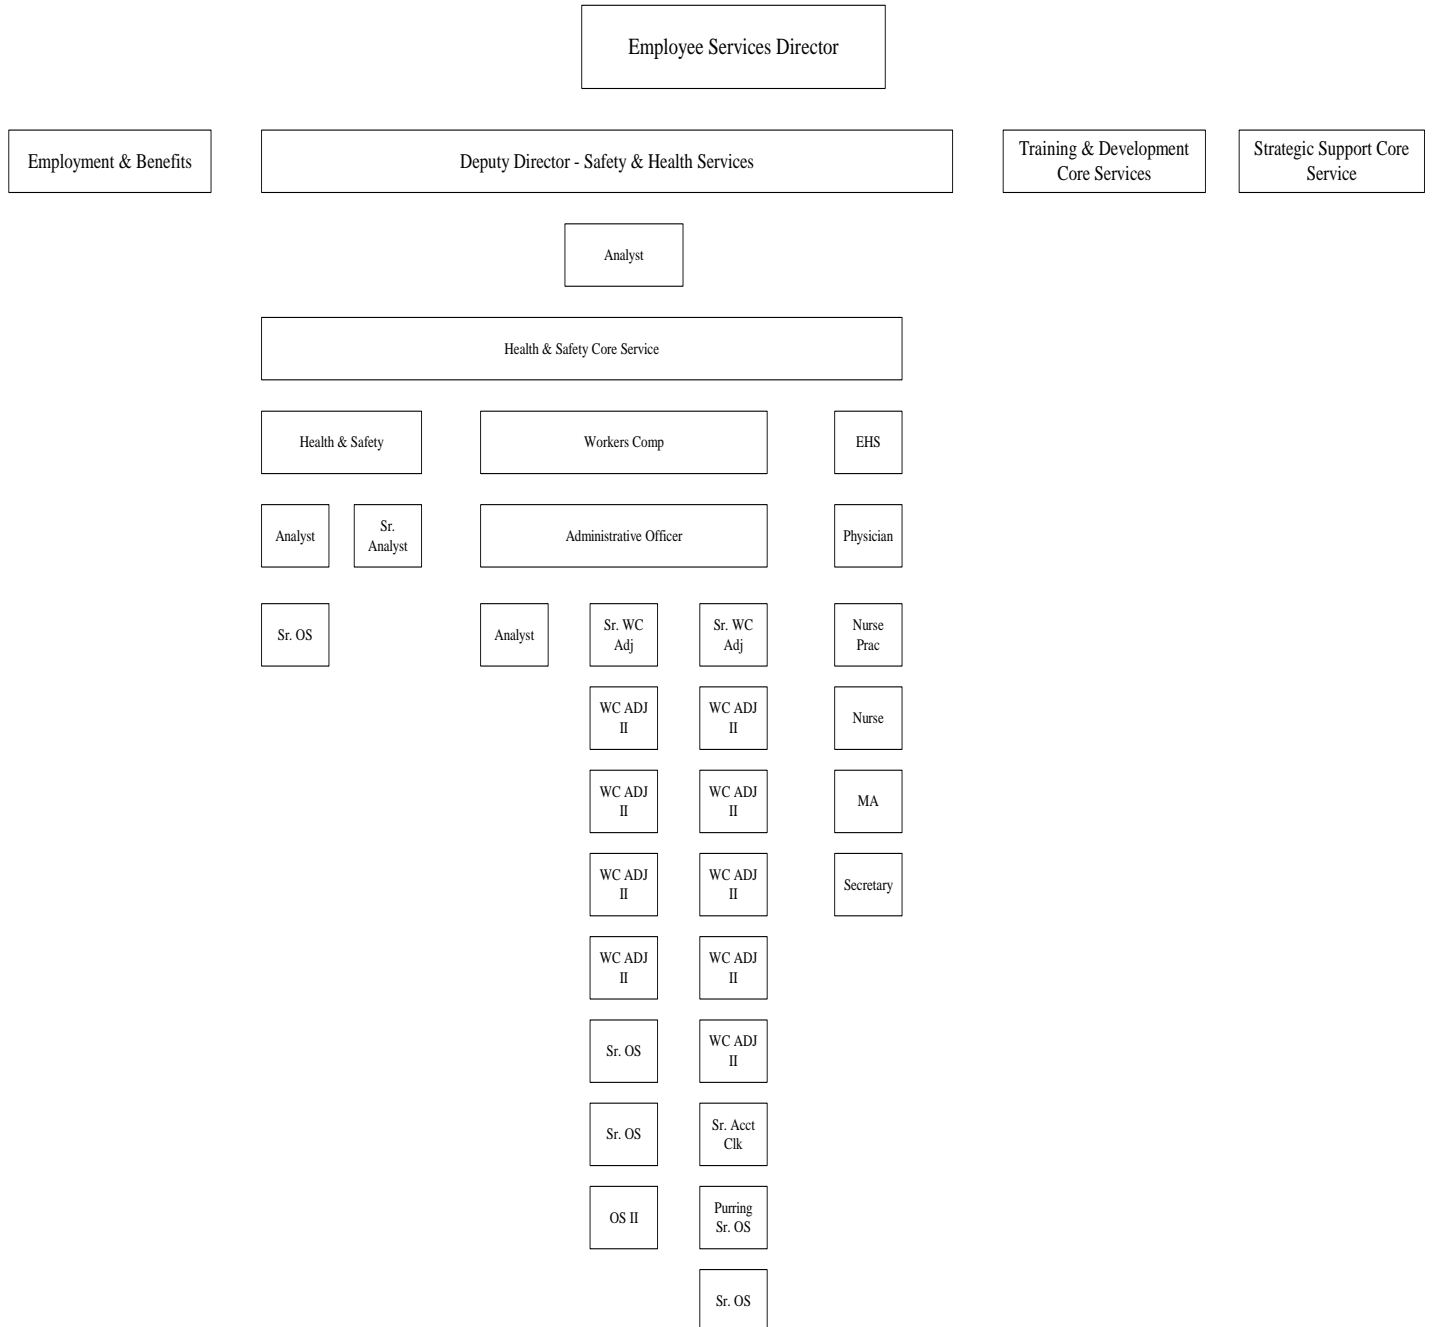 Employee Services Director
Employment & Benefits
Deputy Director - Safety & Health Services
Training & Development
Core Services
Strategic Support Core
Service
Analyst
Health & Safety Core Service
Health & Safety
Workers Comp
EHS
Analyst
Sr.
Analyst
Administrative Officer
Physician
Sr. OS
Analyst
Sr. WC
Adj
Sr. WC
Adj
Nurse
Prac
WC ADJ
II
WC ADJ
II
Nurse
WC ADJ
II
WC ADJ
II
MA
WC ADJ
II
WC ADJ
II
Secretary
WC ADJ
II
WC ADJ
II
Sr. OS
WC ADJ
II
Sr. OS
Sr. Acct
Clk
OS II
Purring
Sr. OS
Sr. OS